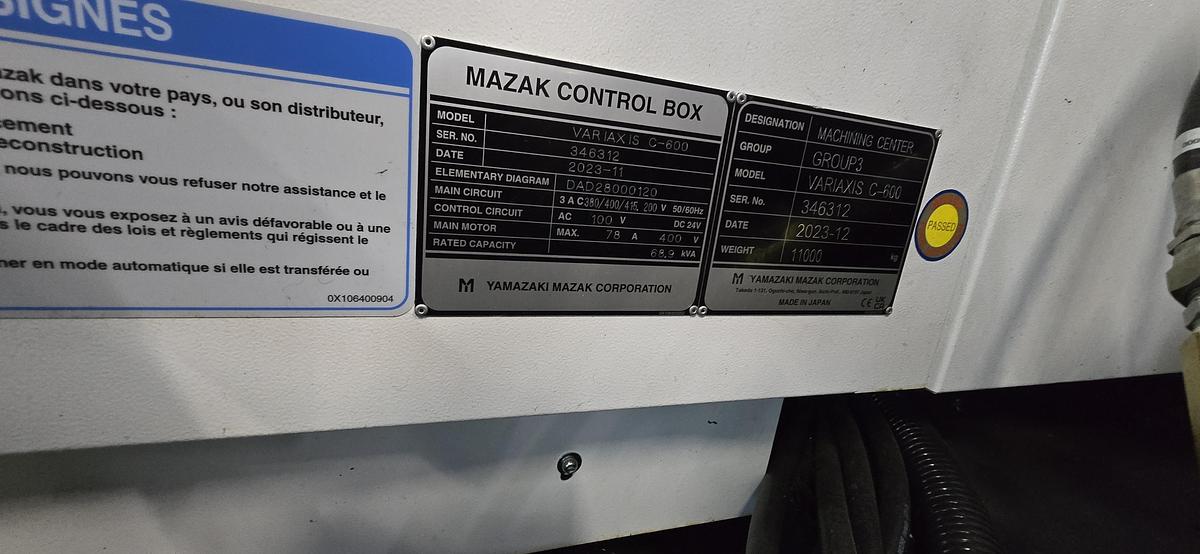 SIGNES
zak dans votre pays, ou son distributeur,
ons ci-dessous :
cement
econstruction
nous pouvons vous refuser notre assistance et le
, vous vous exposez à un avis défavorable ou à une
s le cadre des lois et règlements qui régissent le
ner en mode automatique si elle est transférée ou
0X106400904
MAZAK CONTROL BOX
MODEL VARIAXIS C-600
SER. NO. 346312
DATE 2023-11
ELEMENTARY DIAGRAM DAD28000120
MAIN CIRCUIT 3 A C 380/400/415, 200 V 50/60Hz
CONTROL CIRCUIT AC 100 V DC 24V
MAIN MOTOR MAX. 78 A 400 V
RATED CAPACITY 68.9 kVA
YAMAZAKI MAZAK CORPORATION
DESIGNATION MACHINING CENTER
GROUP GROUP3
MODEL VARIAXIS C-600
SER. No. 346312
DATE 2023-12
WEIGHT 11000 kg
YAMAZAKI MAZAK CORPORATION
MADE IN JAPAN CE UKCA
PASSED